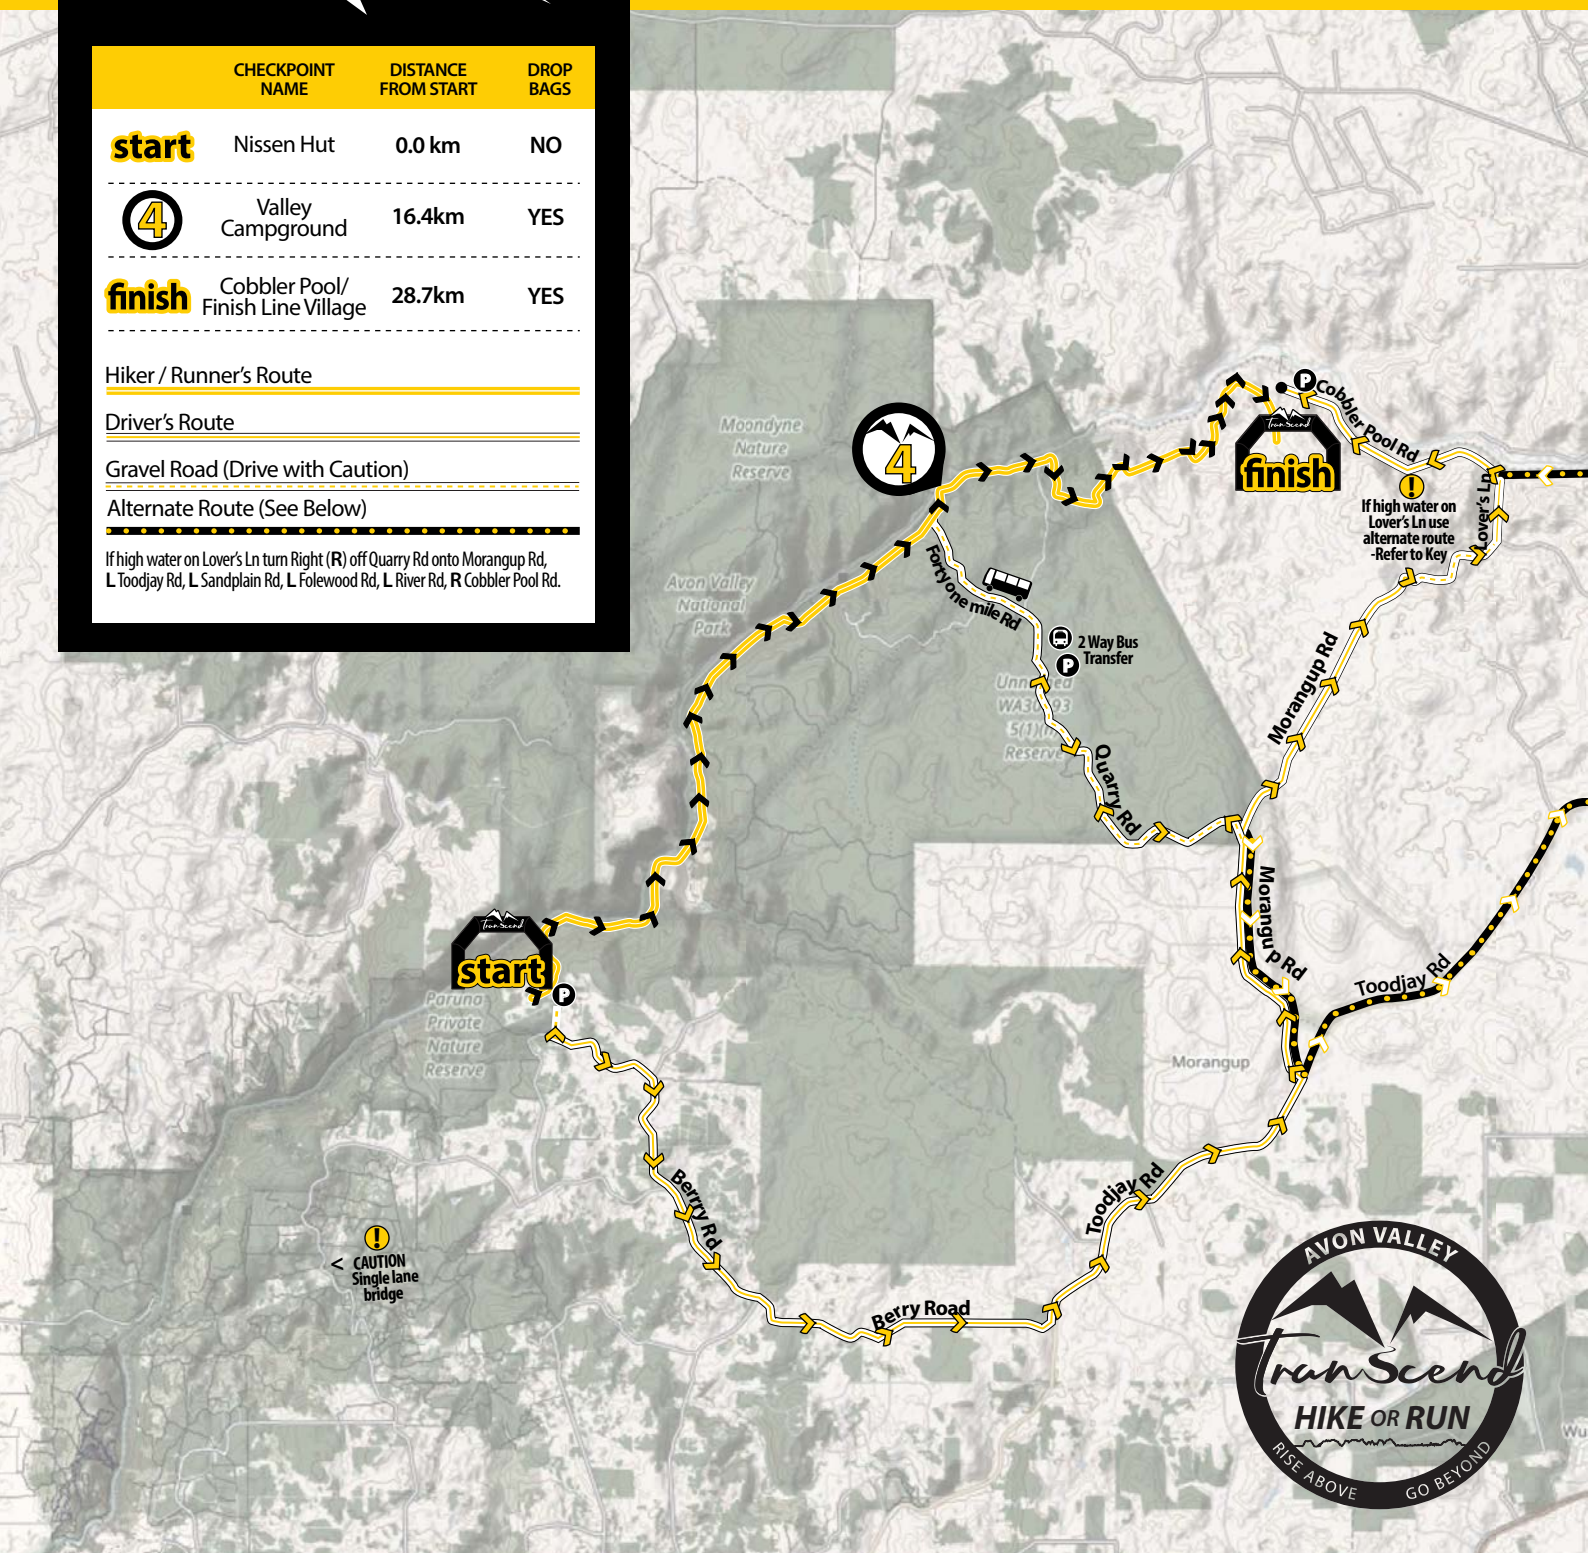 CHECKPOINT NAME
DISTANCE FROM START
DROP BAGS
start Nissen Hut 0.0 km NO
4 Valley Campground 16.4km YES
finish Cobbler Pool/ Finish Line Village 28.7km YES
Hiker / Runner's Route
Driver's Route
Gravel Road (Drive with Caution)
Alternate Route (See Below)
If high water on Lover's Ln turn Right (R) off Quarry Rd onto Morangup Rd,
L Toodjay Rd, L Sandplain Rd, L Folewood Rd, L River Rd, R Cobbler Pool Rd.
Moondyne
Nature
Reserve
4
P
Cobbler Pool Rd
TranScend
finish
!
If high water on
Lover's Ln use
alternate route
-Refer to Key
Lover's Ln
Avon Valley
National
Park
Forty one mile Rd
2 Way Bus
Transfer
P
Reserve
Quarry Rd
Morangup Rd
Morangup Rd
Toodjay Rd
Morangup
TranScend
start
P
Paruna
Private
Nature
Reserve
Berrry Rd
Toodjay Rd
!
< CAUTION
Single lane
bridge
Berry Road
AVON VALLEY
TranScend
HIKE OR RUN
RISE ABOVE
GO BEYOND